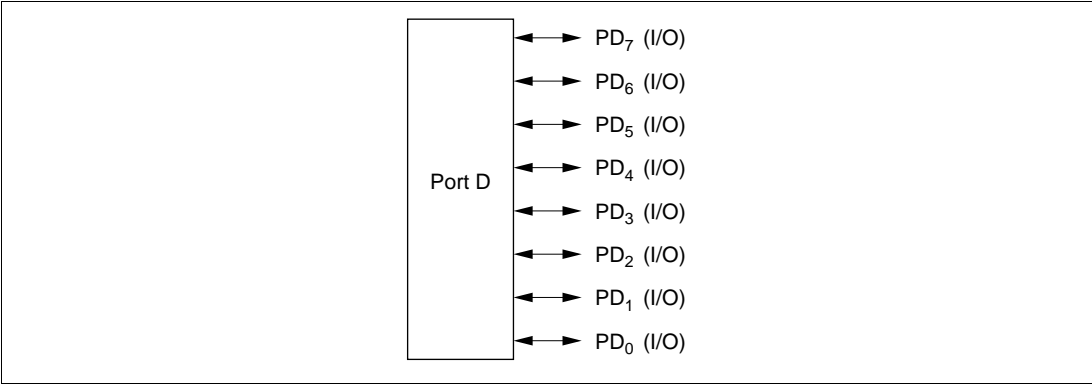 PD₇ (I/O)
PD₆ (I/O)
PD₅ (I/O)
PD₄ (I/O)
Port D
PD₃ (I/O)
PD₂ (I/O)
PD₁ (I/O)
PD₀ (I/O)